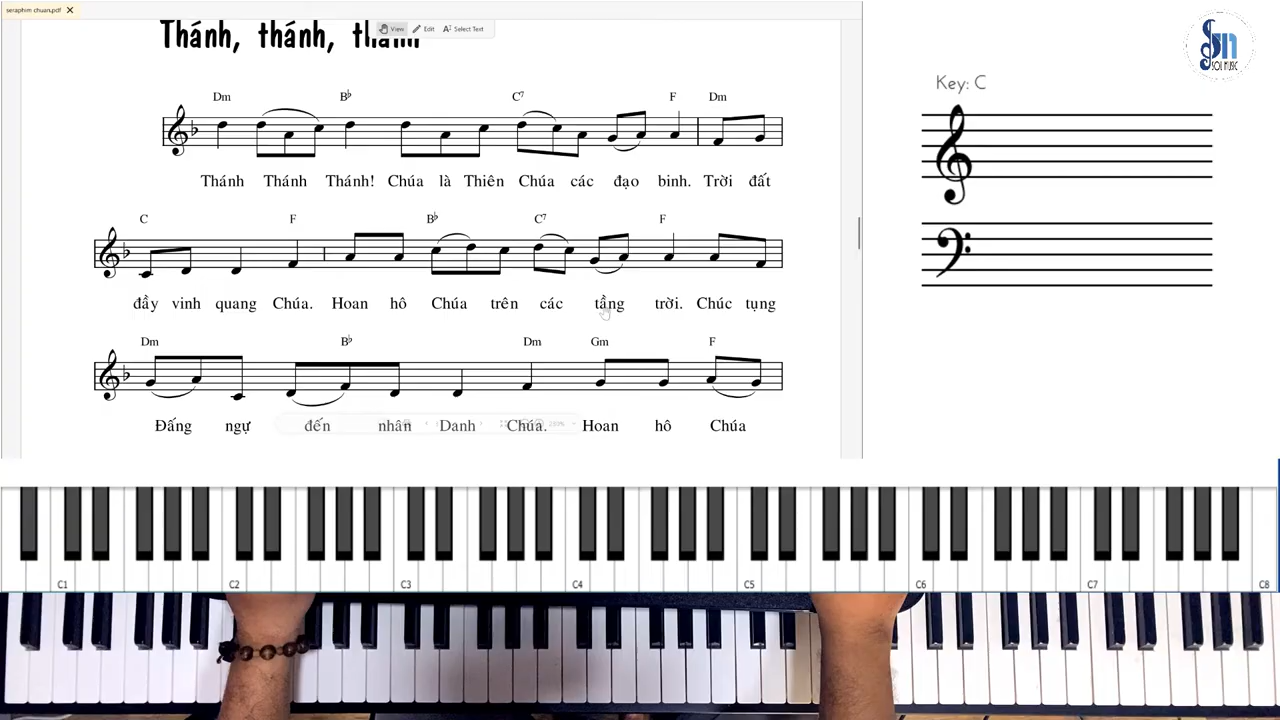 seraphim chuan.pdf
View Edit Select Text
Thánh, thánh, thánh
SOL MUSIC
Key: C
Dm B♭ C7 F Dm
Thánh Thánh Thánh! Chúa là Thiên Chúa các đạo binh. Trời đất
C F B♭ C7 F
đầy vinh quang Chúa. Hoan hô Chúa trên các tầng trời. Chúc tụng
Dm B♭ Dm Gm F
Đấng ngự đến nhân Danh Chúa. Hoan hô Chúa
C1 C2 C3 C4 C5 C6 C7 C8